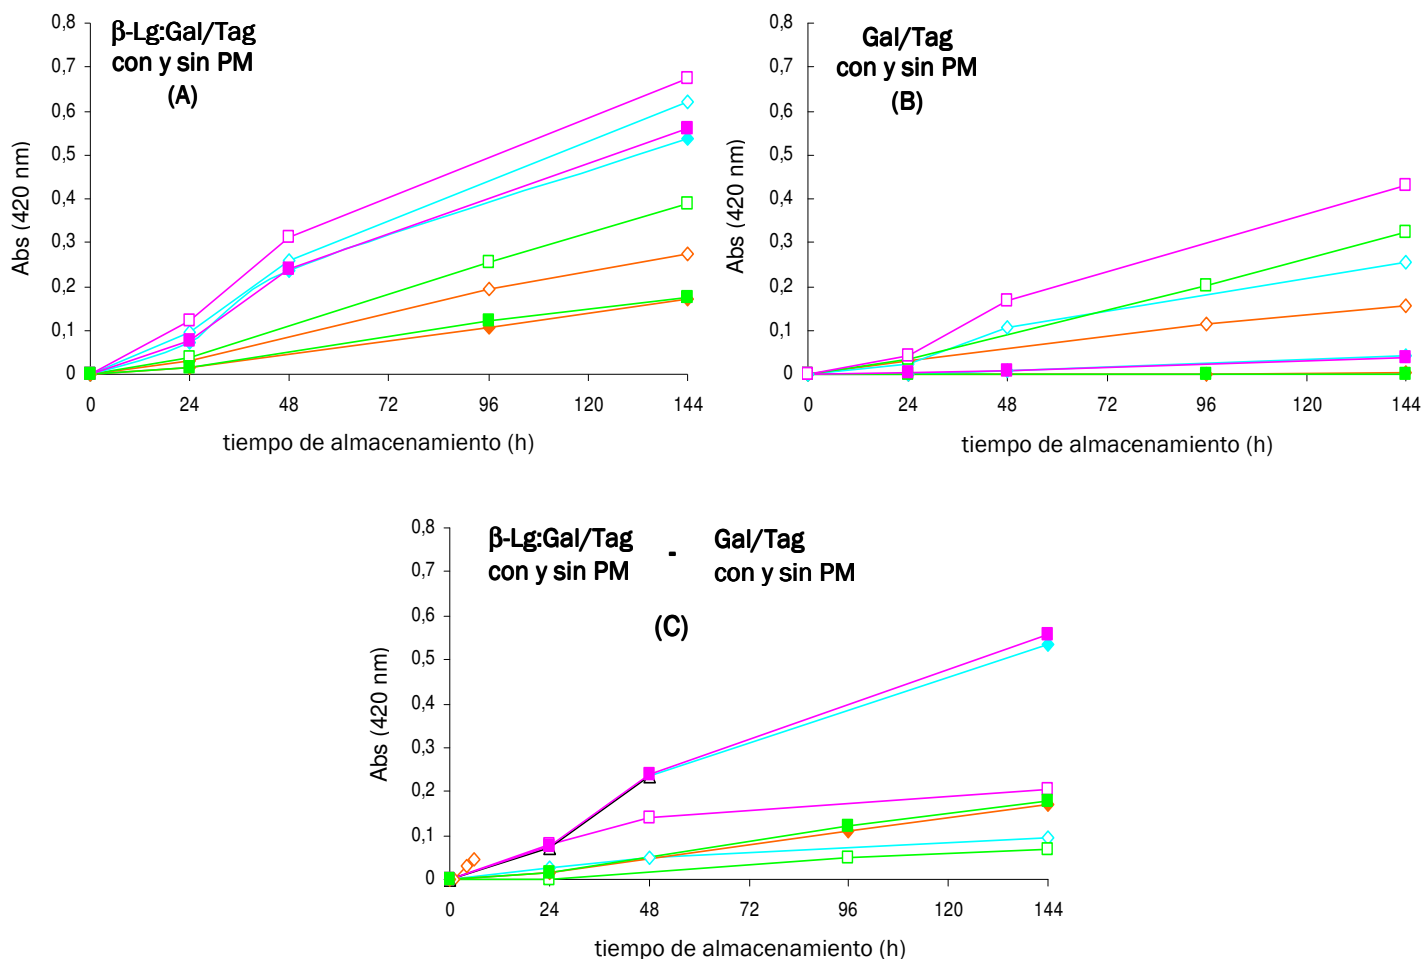 β-Lg:Gal/Tag
con y sin PM
(A)
0,8
0,7
0,6
0,5
0,4
0,3
0,2
0,1
0
Abs (420 nm)
0 24 48 72 96 120 144
tiempo de almacenamiento (h)
Gal/Tag
con y sin PM
(B)
0,8
0,7
0,6
0,5
0,4
0,3
0,2
0,1
0
Abs (420 nm)
0 24 48 72 96 120 144
tiempo de almacenamiento (h)
β-Lg:Gal/Tag - Gal/Tag
con y sin PM con y sin PM
(C)
0,8
0,7
0,6
0,5
0,4
0,3
0,2
0,1
0
Abs (420 nm)
0 24 48 72 96 120 144
tiempo de almacenamiento (h)